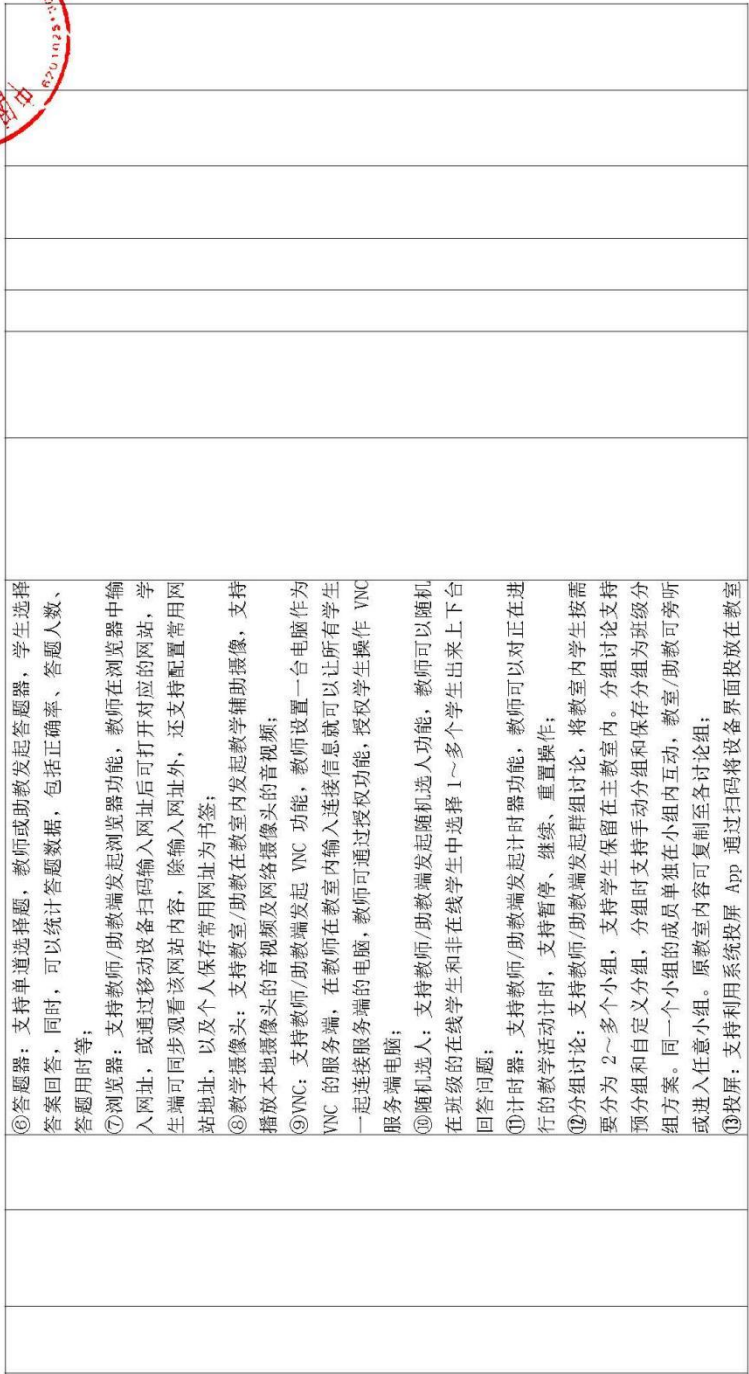 ⑥答题器：支持单道选择题，教师或助教发起答题器，学生选择
答案回答，同时，可以统计答题数据，包括正确率、答题人数、
答题用时等；
⑦浏览器：支持教师/助教端发起浏览器功能，教师在浏览器中输
入网址，或通过移动设备扫码输入网址后可打开对应的网站，学
生端可同步观看该网站内容，除输入网址外，还支持配置常用网
站地址，以及个人保存常用网址为书签；
⑧教学摄像头：支持教室/助教在教室内发起教学辅助摄像，支持
播放本地摄像头的音视频及网络摄像头的音视频；
⑨VNC：支持教师/助教端发起 VNC 功能，教师设置一台电脑作为
VNC 的服务端，在教师在教室内输入连接信息就可以让所有学生
一起连接服务端的电脑，教师可通过授权功能，授权学生操作 VNC
服务端电脑；
⑩随机选人：支持教师/助教端发起随机选人功能，教师可以随机
在班级的在线学生和非在线学生中选择 1～多个学生出来上下台
回答问题；
⑪计时器：支持教师/助教端发起计时器功能，教师可以对正在进
行的教学活动计时，支持暂停、继续、重置操作；
⑫分组讨论：支持教师/助教端发起群组讨论，将教室内学生按需
要分为 2～多个小组，支持学生保留在主教室内。分组讨论支持
预分组和自定义分组，分组时支持手动分组和保存分组为班级分
组方案。同一个小组的成员单独在小组内互动，教室/助教可旁听
或进入任意小组。原教室内容可复制至各讨论组；
⑬投屏：支持利用系统投屏 App 通过扫码将设备界面投放在教室